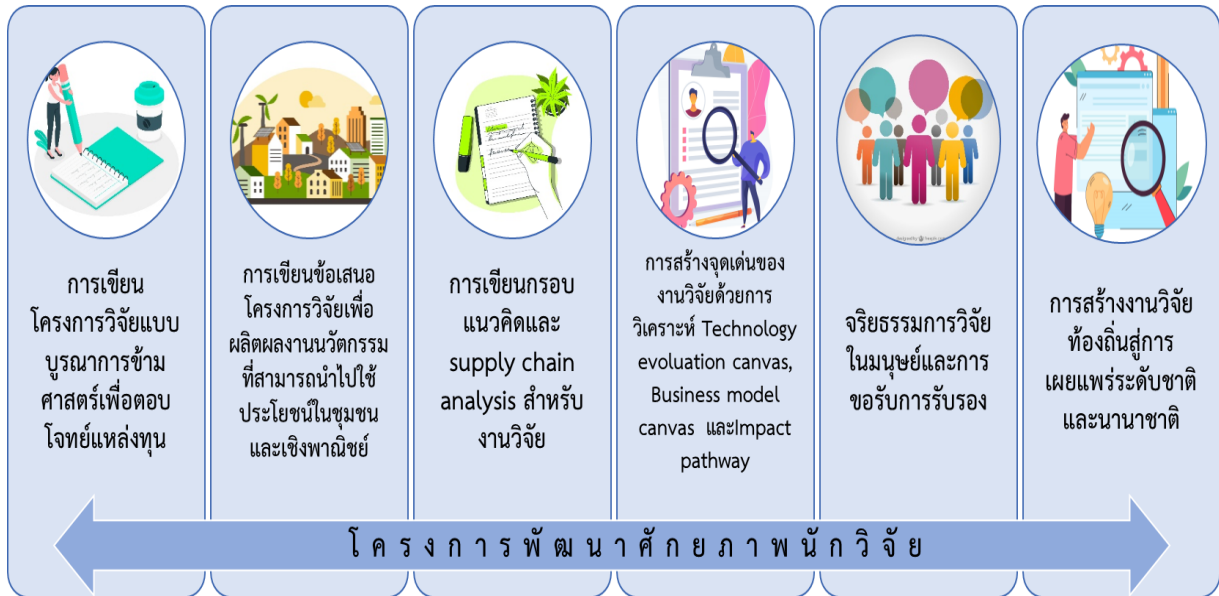 การเขียน
โครงการวิจัยแบบ
บูรณาการข้าม
ศาสตร์เพื่อตอบ
โจทย์แหล่งทุน
การเขียนข้อเสนอ
โครงการวิจัยเพื่อ
ผลิตผลงานนวัตกรรม
ที่สามารถนำไปใช้
ประโยชน์ในชุมชน
และเชิงพาณิชย์
การเขียนกรอบ
แนวคิดและ
supply chain
analysis สำหรับ
งานวิจัย
การสร้างจุดเด่นของ
งานวิจัยด้วยการ
วิเคราะห์ Technology
evoluation canvas,
Business model
canvas และImpact
pathway
จริยธรรมการวิจัย
ในมนุษย์และการ
ขอรับการรับรอง
การสร้างงานวิจัย
ท้องถิ่นสู่การ
เผยแพร่ระดับชาติ
และนานาชาติ
โครงการพัฒนาศักยภาพนักวิจัย